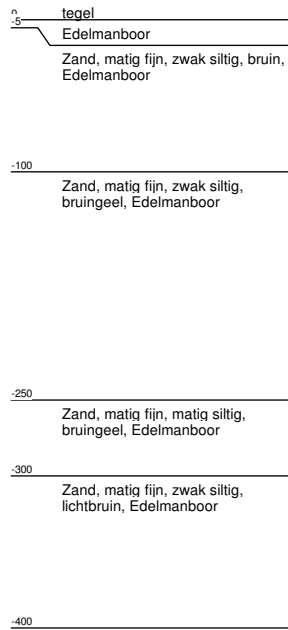 0 tegel
-5
Edelmanboor
Zand, matig fijn, zwak siltig, bruin,
Edelmanboor
-100
Zand, matig fijn, zwak siltig,
bruingeel, Edelmanboor
-250
Zand, matig fijn, matig siltig,
bruingeel, Edelmanboor
-300
Zand, matig fijn, zwak siltig,
lichtbruin, Edelmanboor
-400